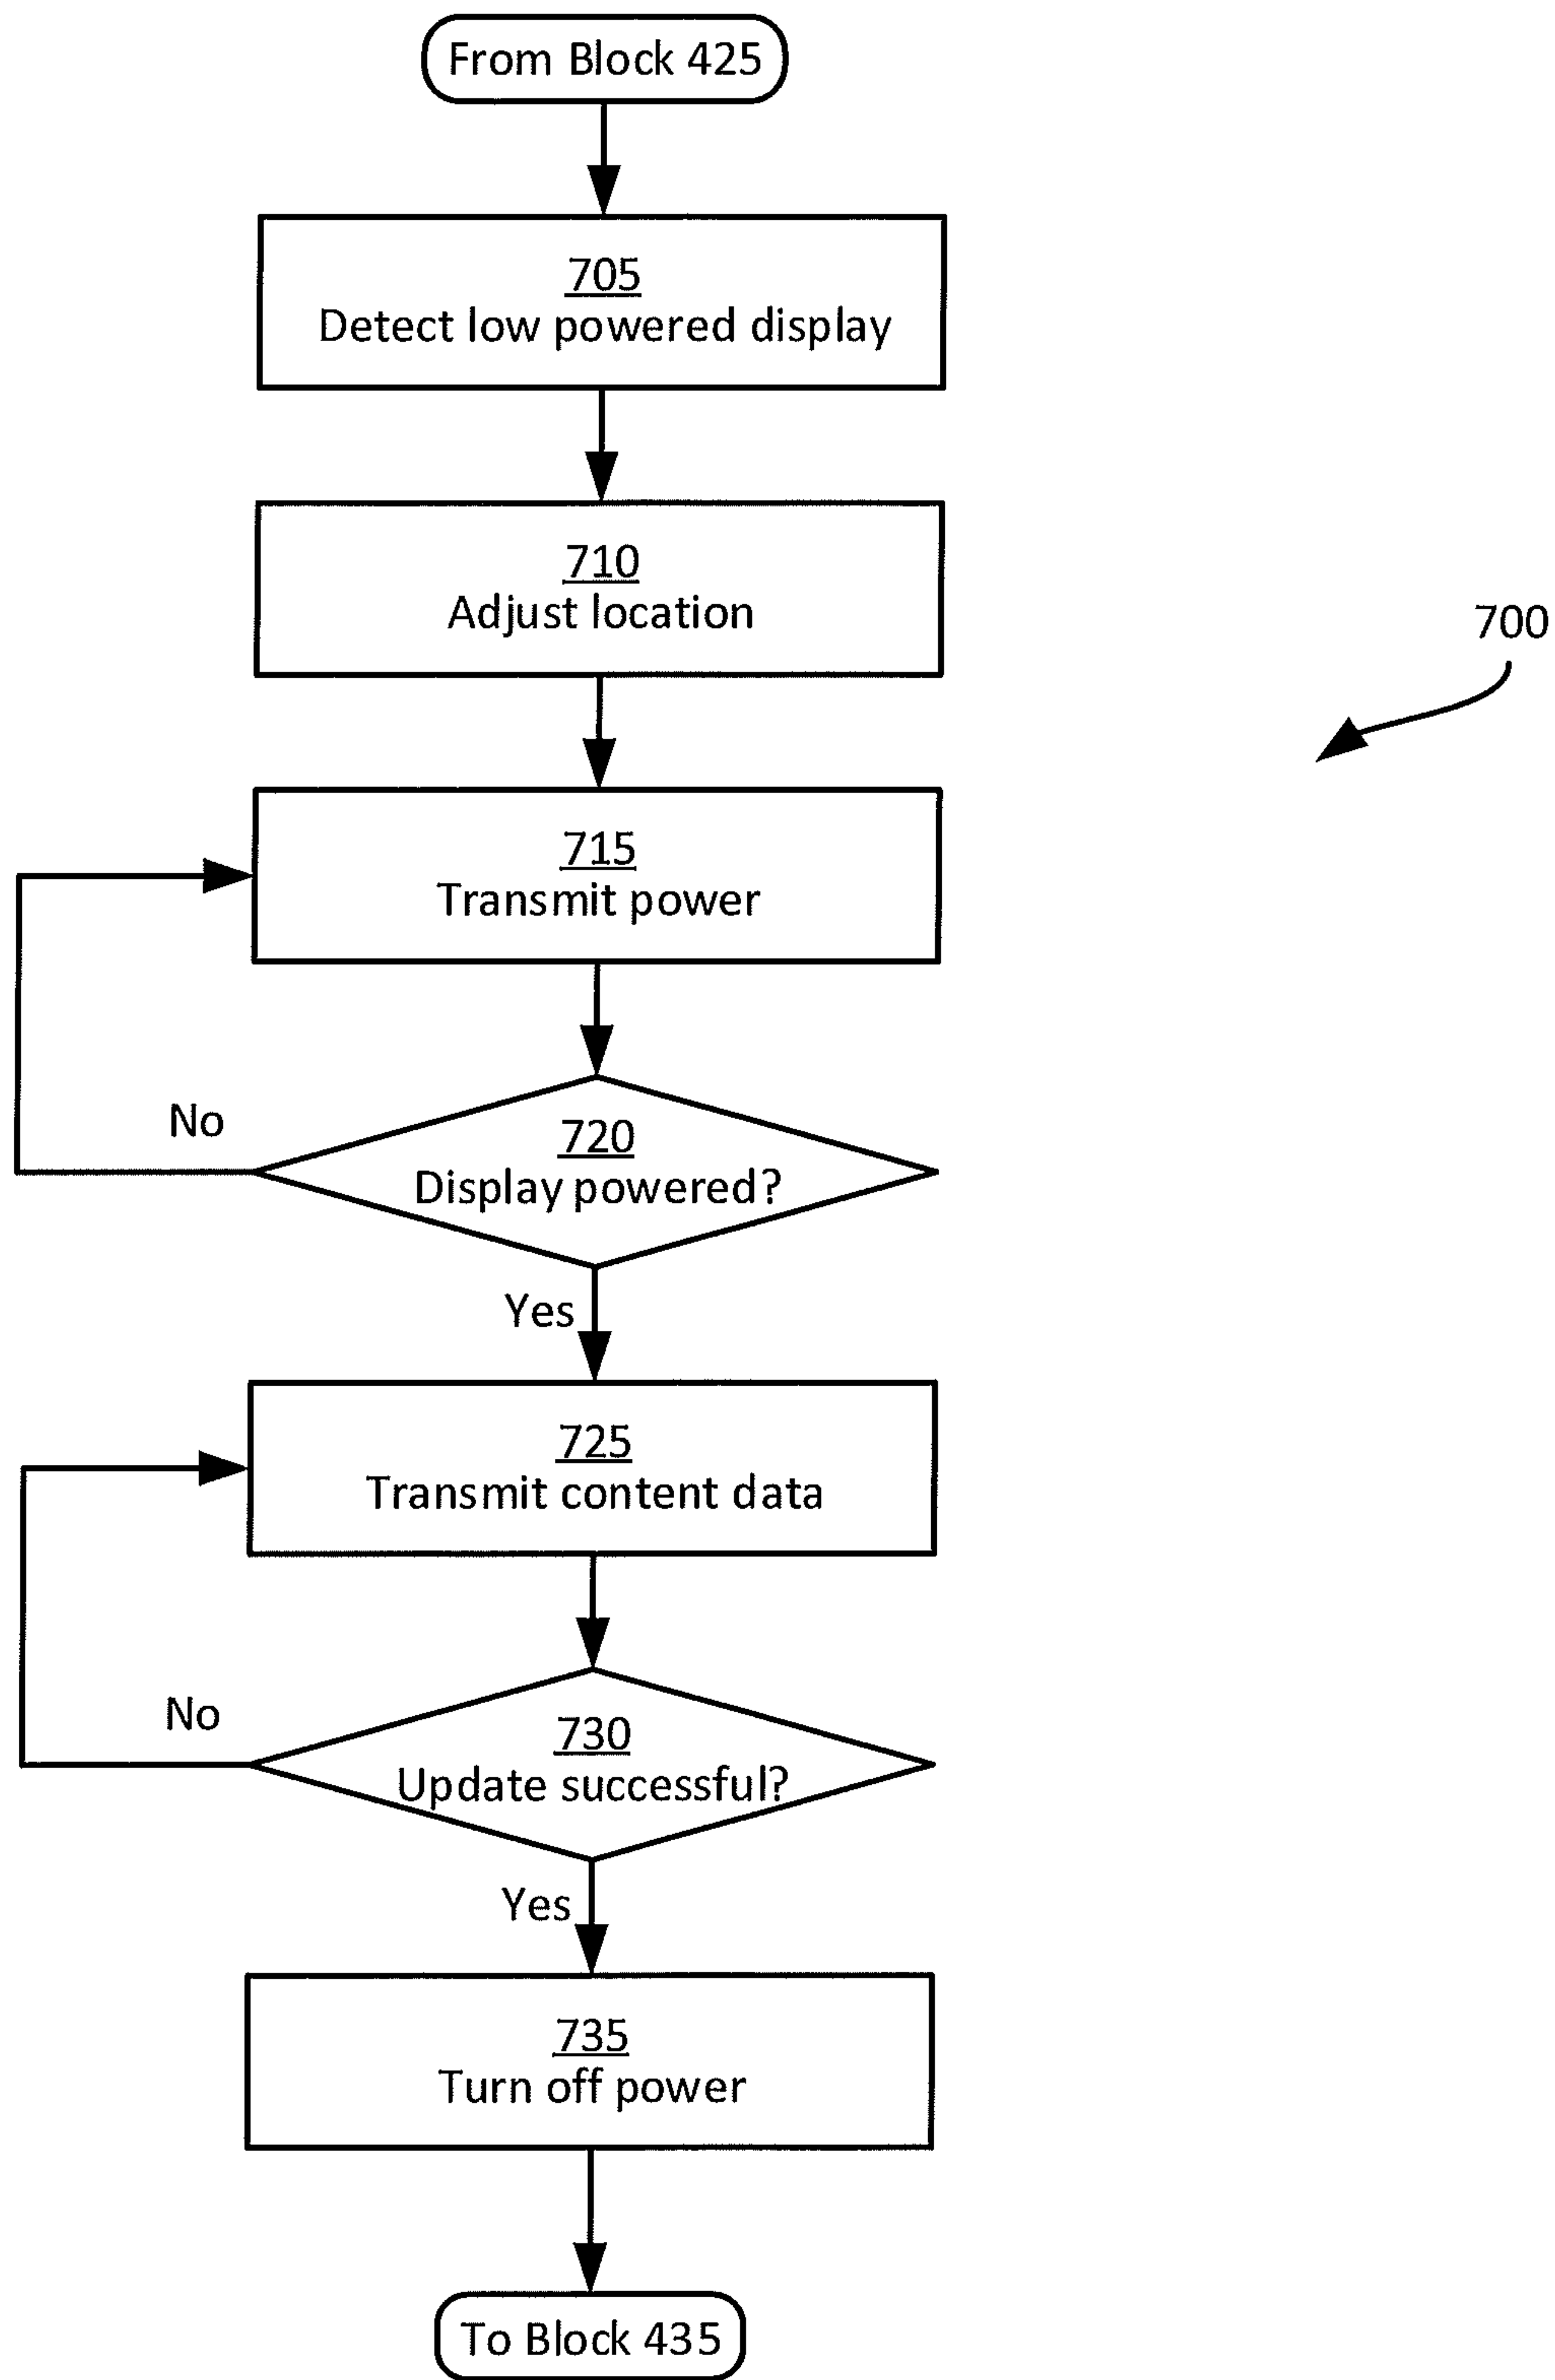 From Block 425
705
Detect low powered display
710
Adjust location
700
715
Transmit power
No
720
Display powered?
Yes
725
Transmit content data
No
730
Update successful?
Yes
735
Turn off power
To Block 435